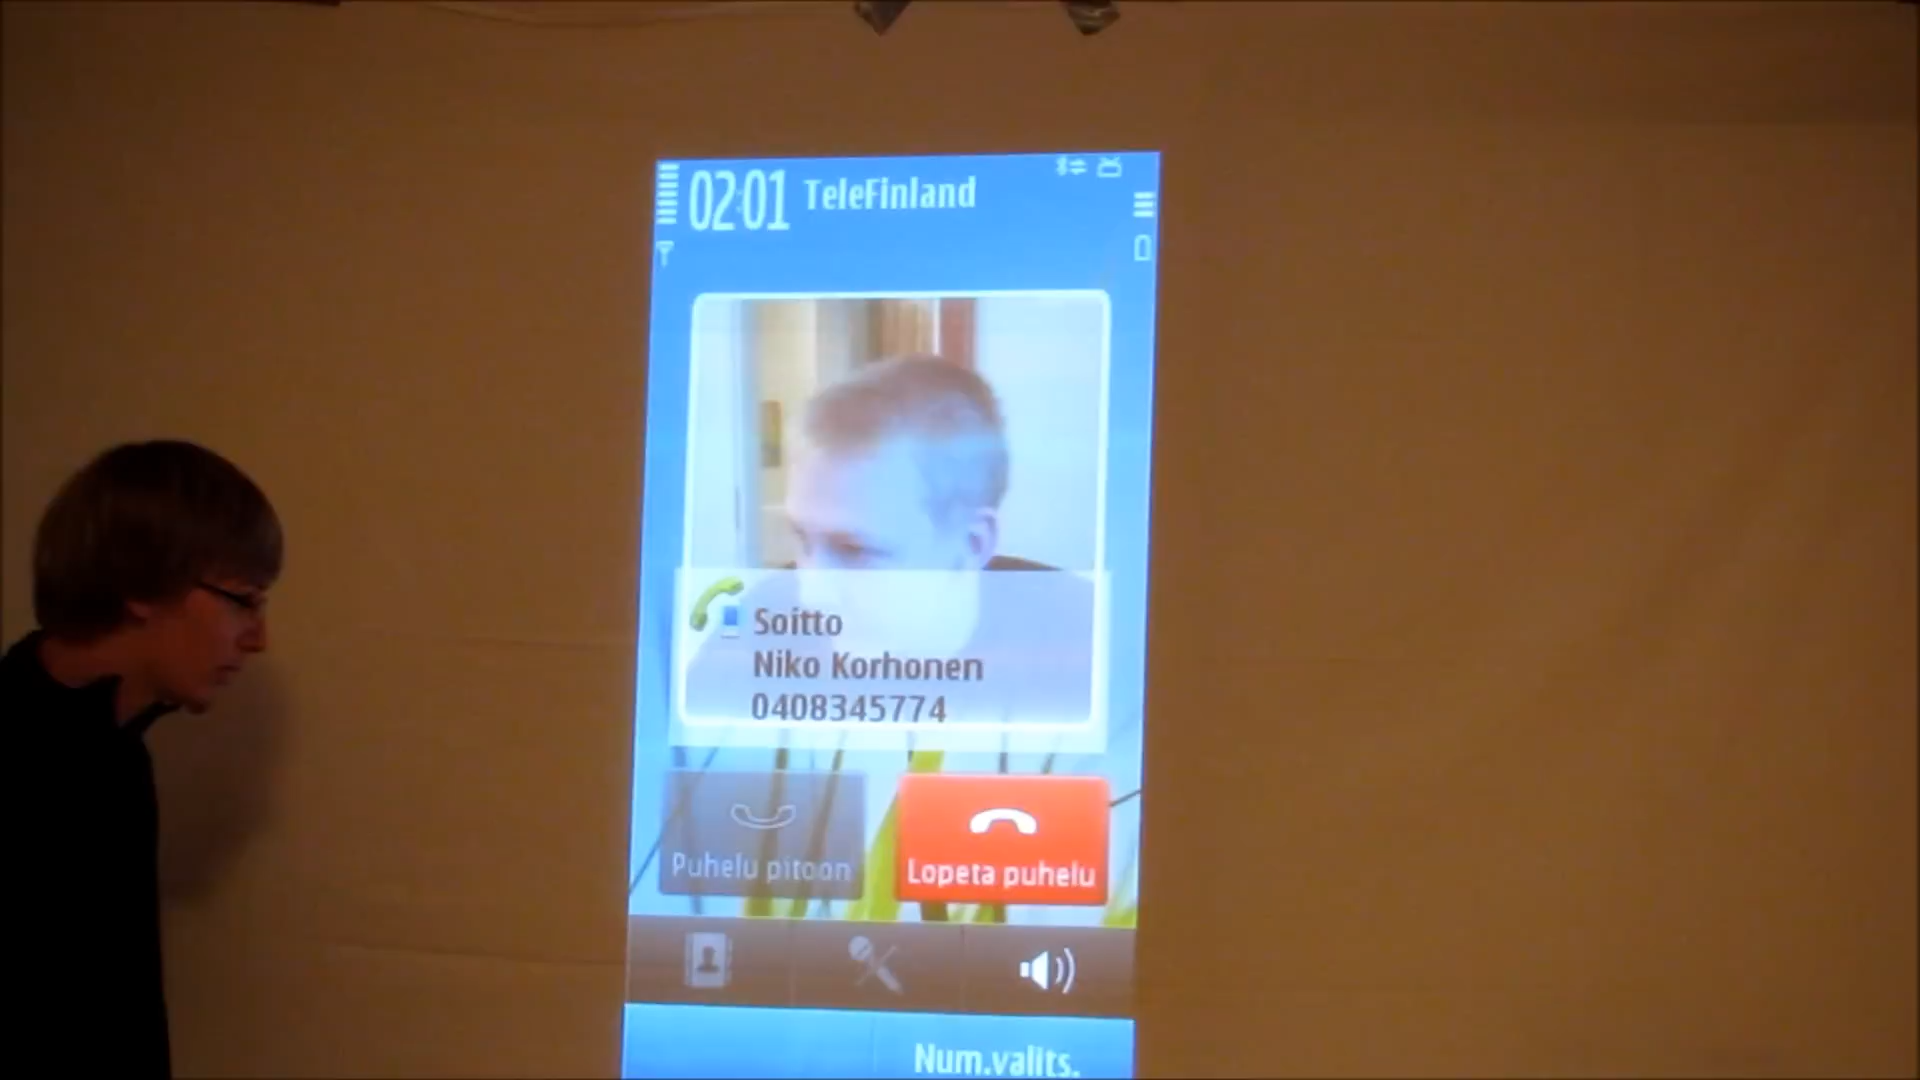 02:01 TeleFinland
Soitto
Niko Korhonen
0408345774
Puhelu pitoon
Lopeta puhelu
Num.valits.